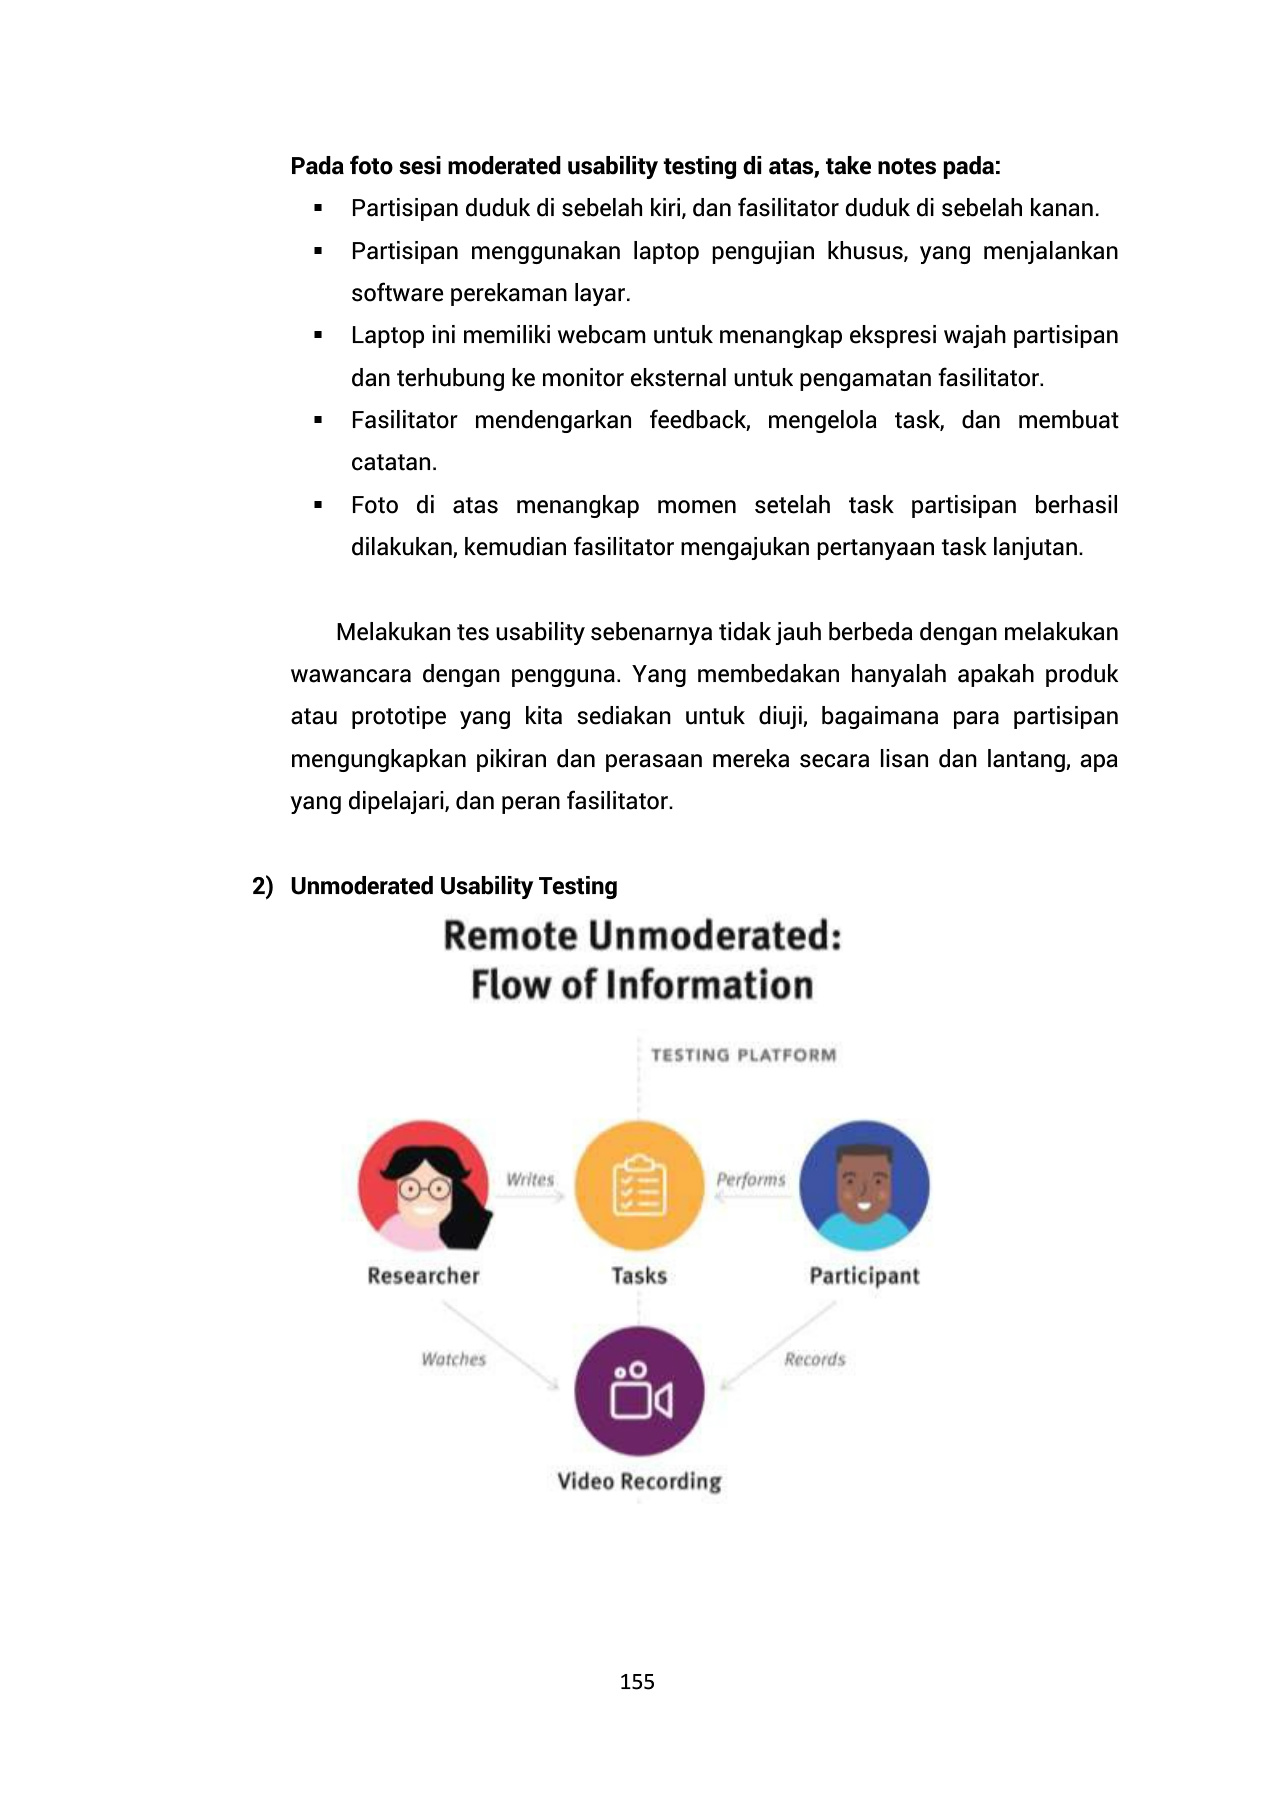 Pada foto sesi moderated usability testing di atas, take notes pada:
▪ Partisipan duduk di sebelah kiri, dan fasilitator duduk di sebelah kanan.
▪ Partisipan menggunakan laptop pengujian khusus, yang menjalankan
software perekaman layar.
▪ Laptop ini memiliki webcam untuk menangkap ekspresi wajah partisipan
dan terhubung ke monitor eksternal untuk pengamatan fasilitator.
▪ Fasilitator mendengarkan feedback, mengelola task, dan membuat
catatan.
▪ Foto di atas menangkap momen setelah task partisipan berhasil
dilakukan, kemudian fasilitator mengajukan pertanyaan task lanjutan.
Melakukan tes usability sebenarnya tidak jauh berbeda dengan melakukan
wawancara dengan pengguna. Yang membedakan hanyalah apakah produk
atau prototipe yang kita sediakan untuk diuji, bagaimana para partisipan
mengungkapkan pikiran dan perasaan mereka secara lisan dan lantang, apa
yang dipelajari, dan peran fasilitator.
2) Unmoderated Usability Testing
Remote Unmoderated:
Flow of Information
TESTING PLATFORM
Writes
Performs
Researcher
Tasks
Participant
Watches
Records
Video Recording
155